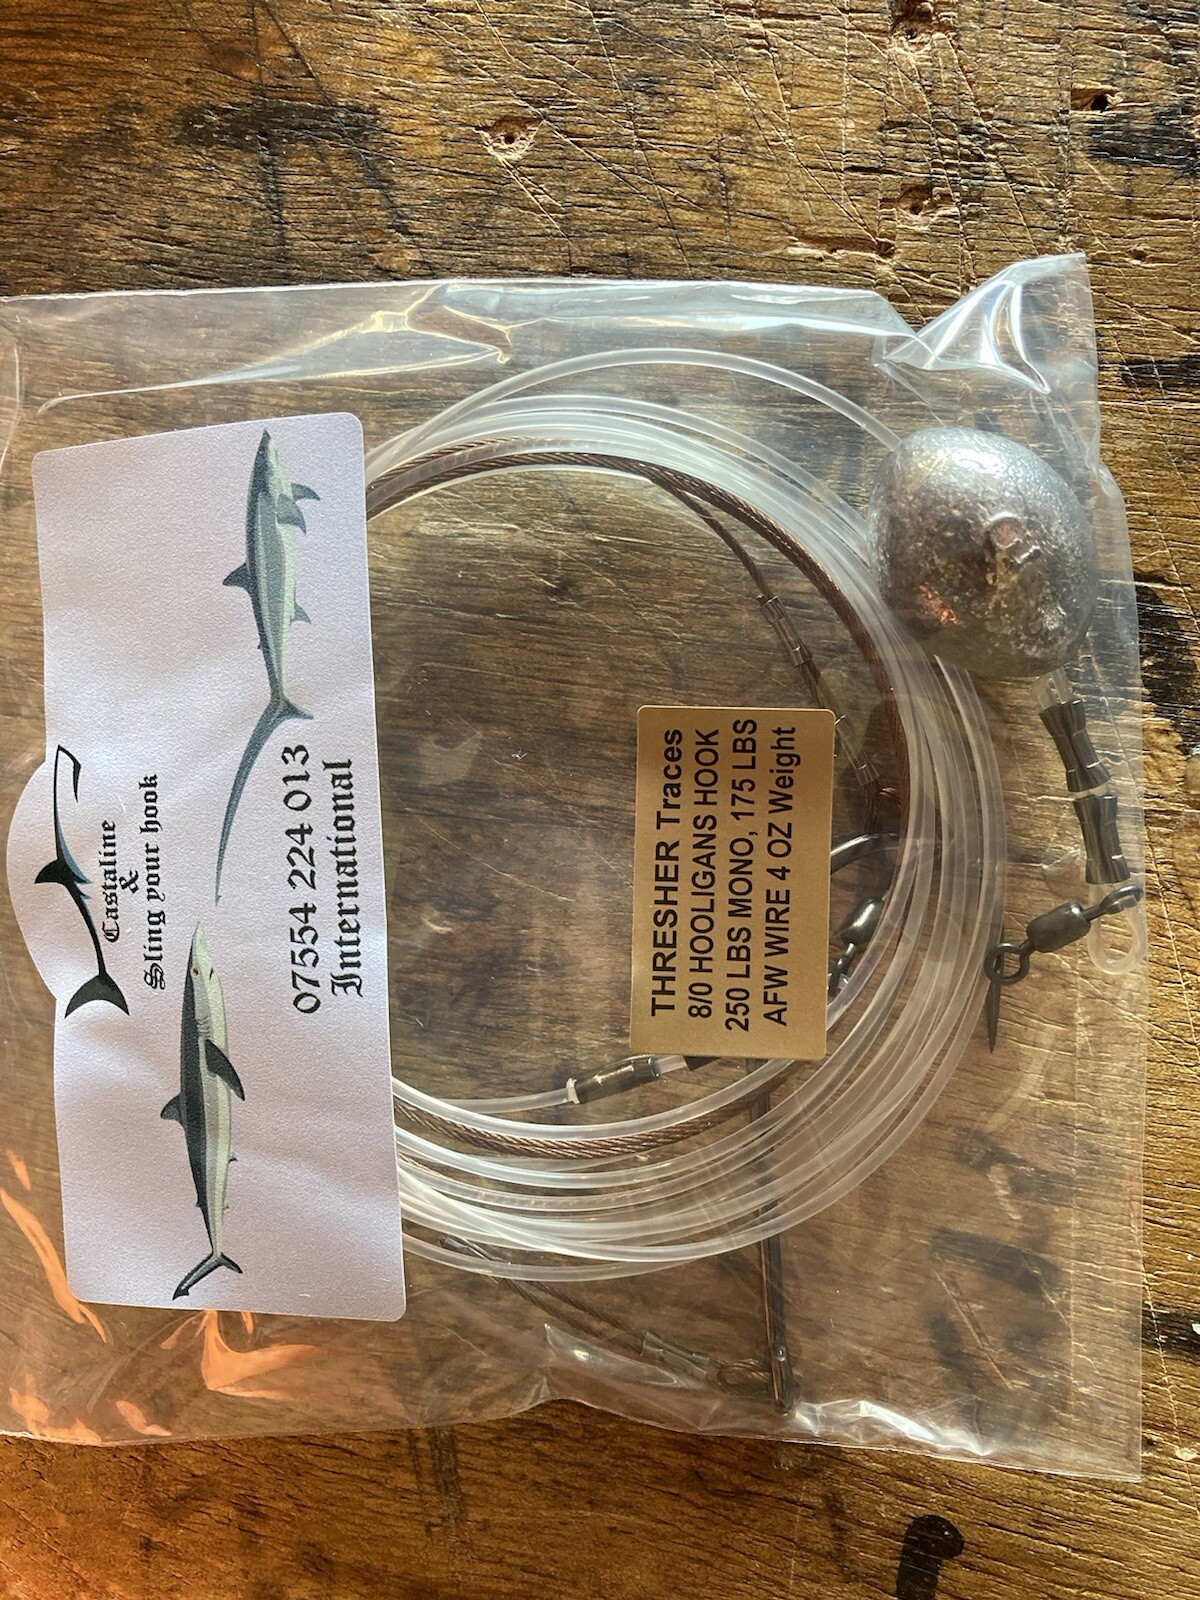 Castaline
&
Sling your hook
07554 224 013
International
THRESHER Traces
8/0 HOOLIGANS HOOK
250 LBS MONO, 175 LBS
AFW WIRE 4 OZ Weight